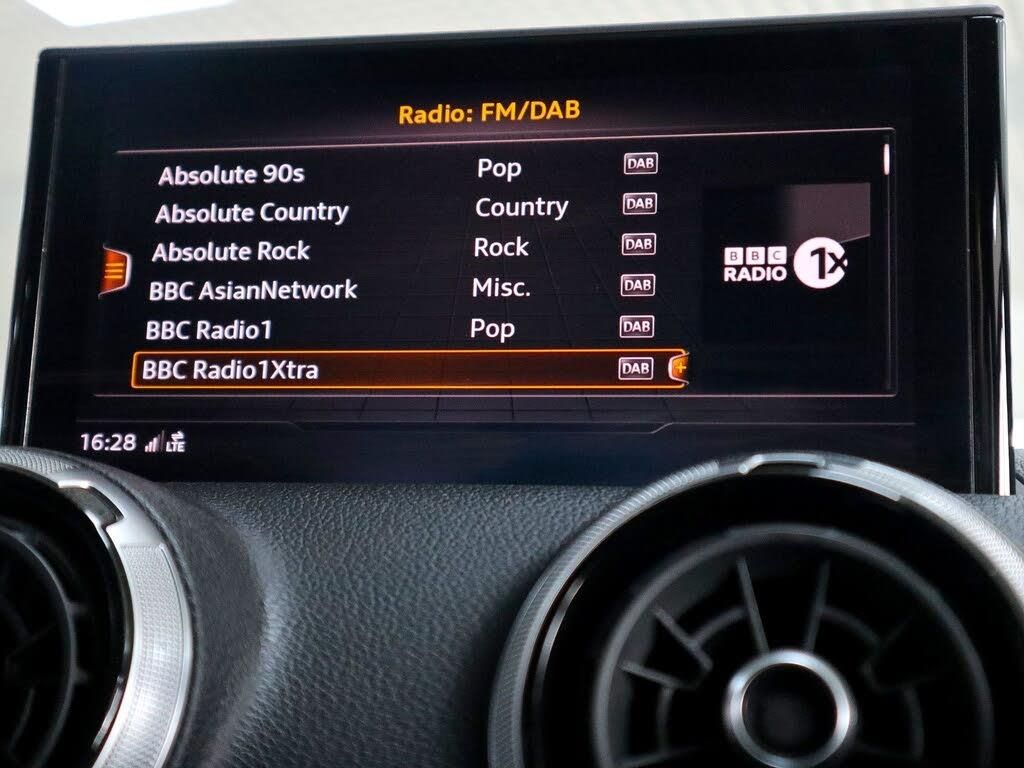 Radio: FM/DAB
Absolute 90s Pop DAB
Absolute Country Country DAB
Absolute Rock Rock DAB
BBC AsianNetwork Misc. DAB
BBC Radio1 Pop DAB
BBC Radio1Xtra DAB +
BBC
RADIO 1x
16:28 LTE